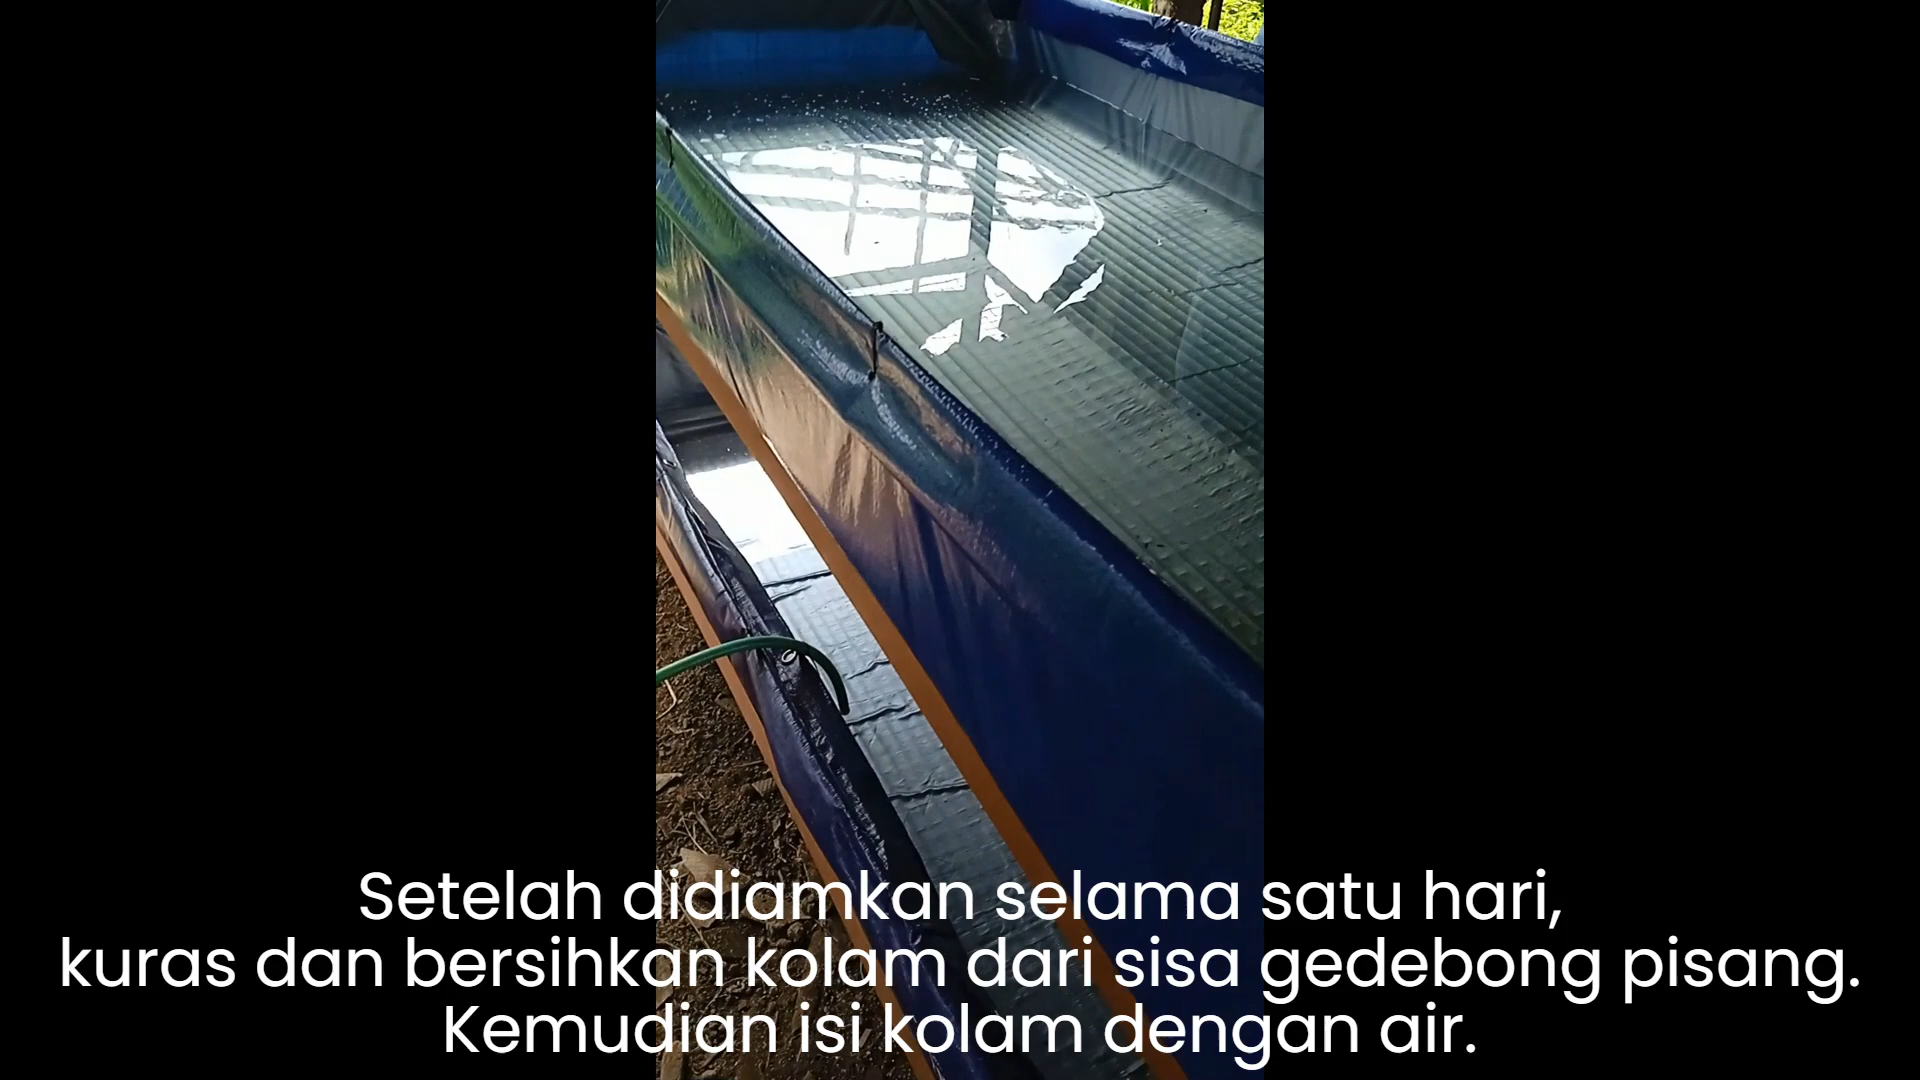 Setelah didiamkan selama satu hari,
kuras dan bersihkan kolam dari sisa gedebong pisang.
Kemudian isi kolam dengan air.